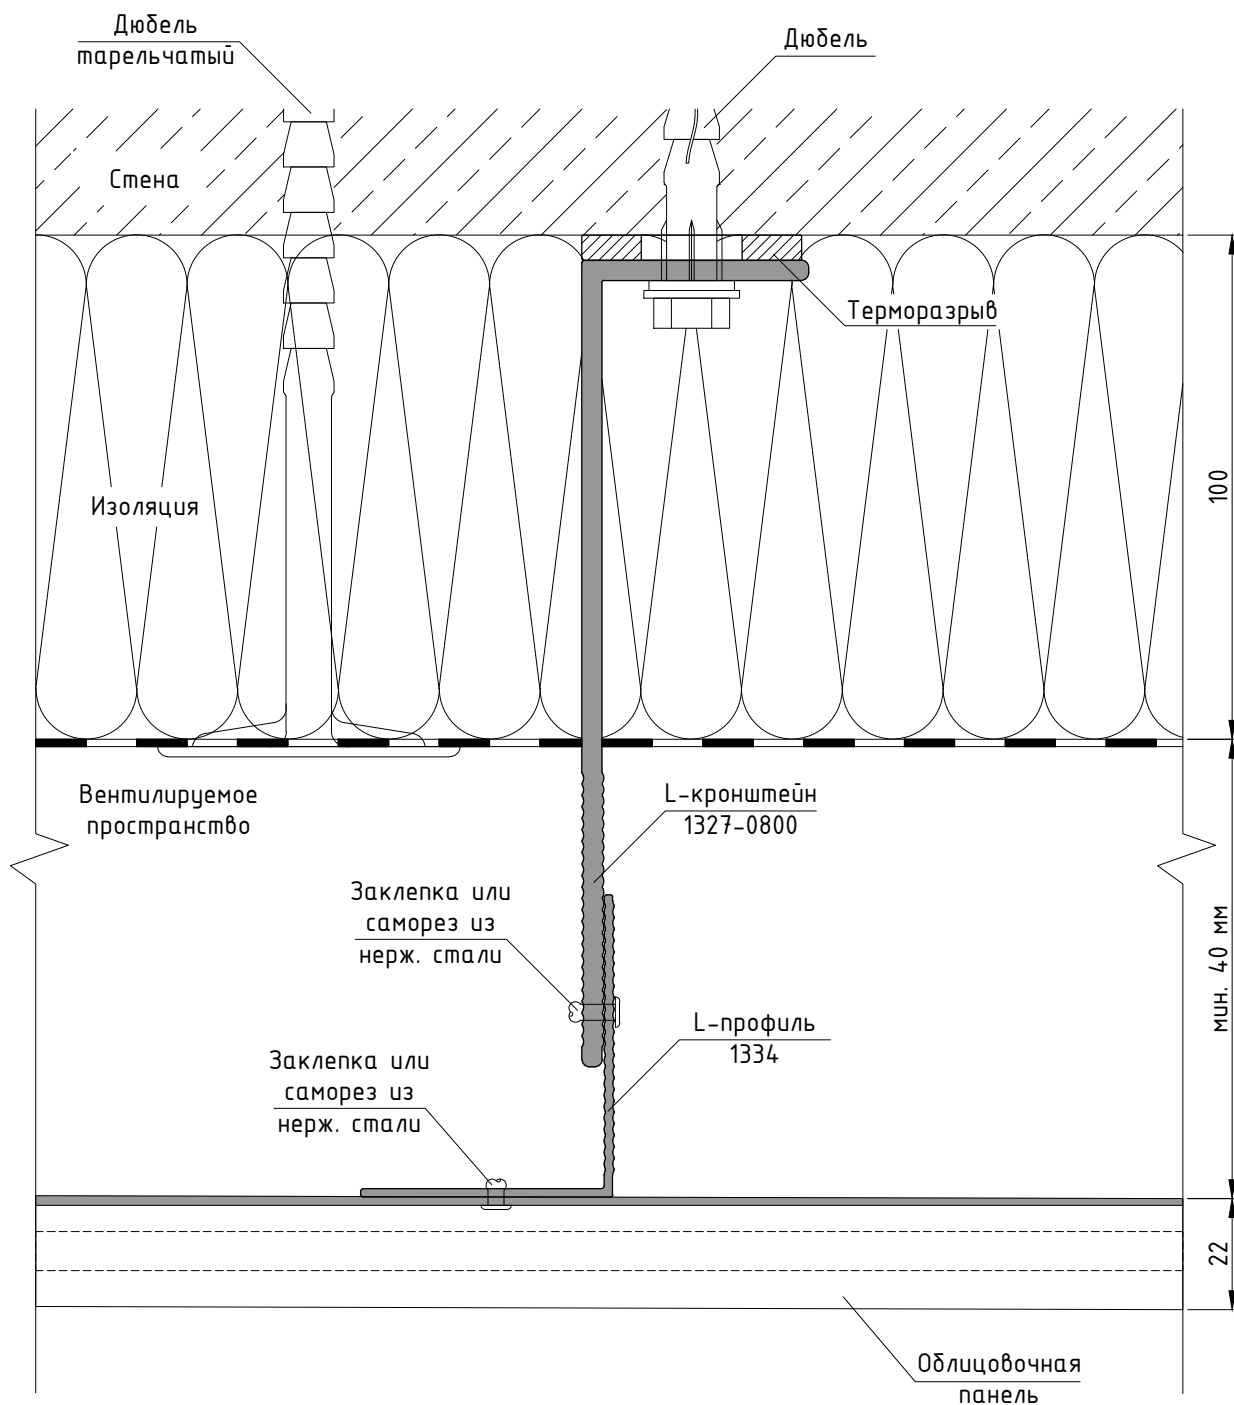 Дюбель
тарельчатый
Дюбель
Стена
Терморазрыв
Изоляция
100
Вентилируемое
пространство
L-кронштейн
1327-0800
Заклепка или
саморез из
нерж. стали
мин. 40 мм
L-профиль
1334
Заклепка или
саморез из
нерж. стали
22
Облицовочная
панель